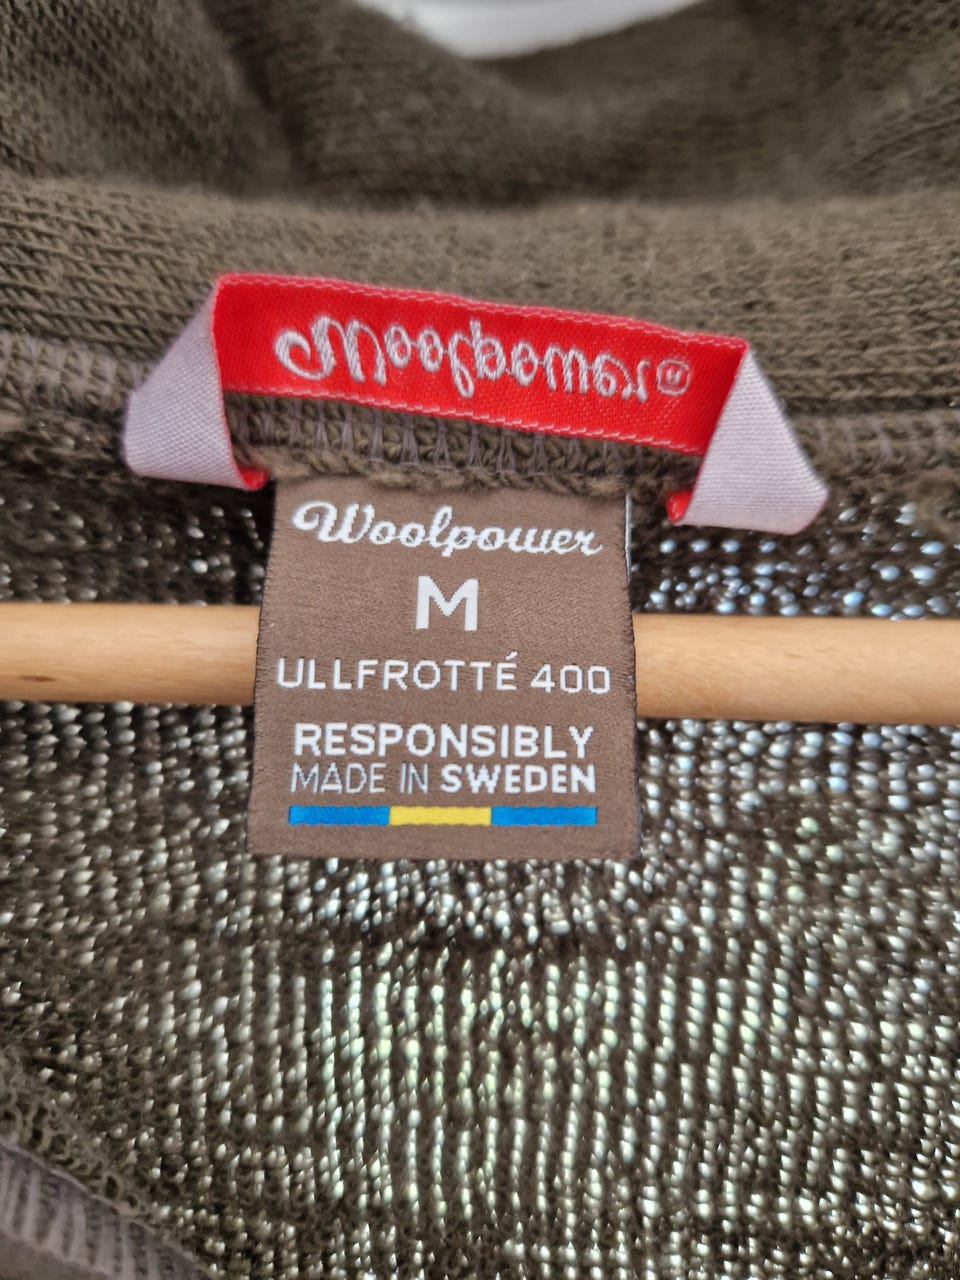 Woolpower®
Woolpower
M
ULLFROTTÉ 400
RESPONSIBLY
MADE IN SWEDEN